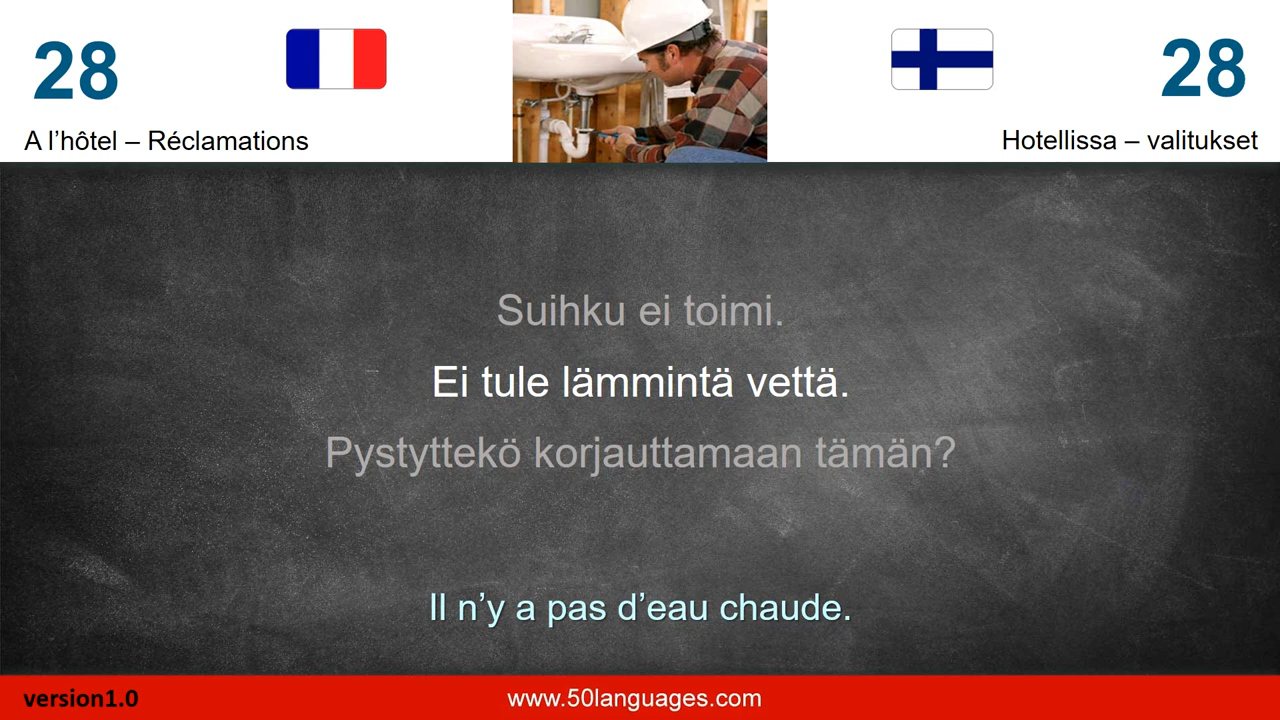 28
28
A l’hôtel – Réclamations
Hotellissa – valitukset
Suihku ei toimi.
Ei tule lämmintä vettä.
Pystyttekö korjauttamaan tämän?
Il n’y a pas d’eau chaude.
version1.0
www.50languages.com